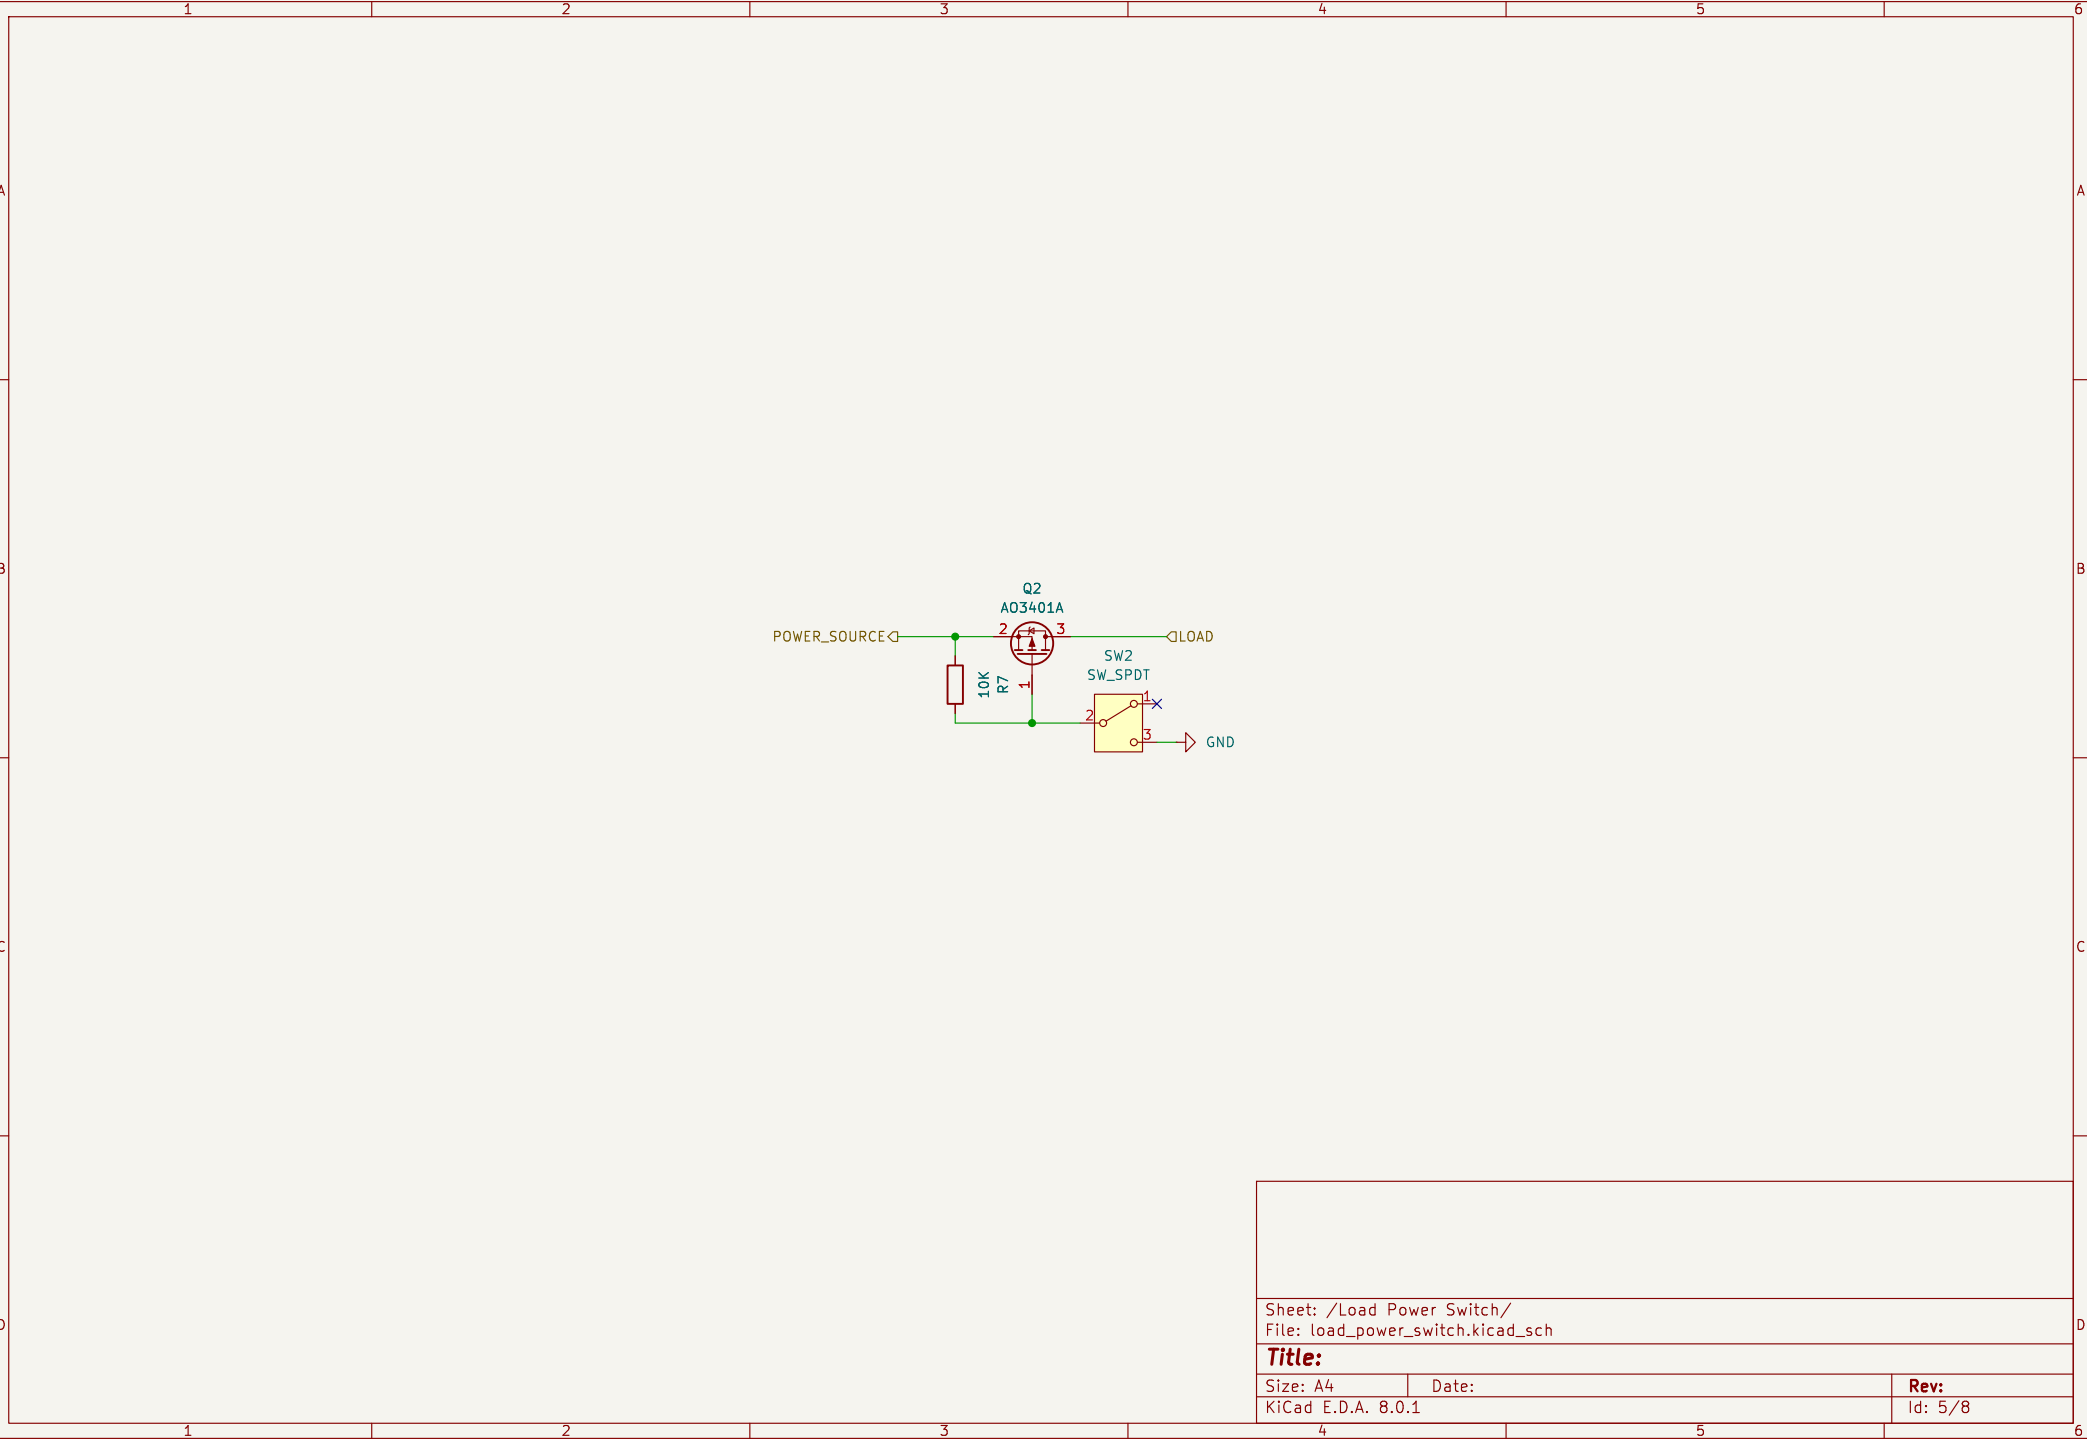 1 2 3 4 5 6
A A
Q2
AO3401A
B B
POWER_SOURCE 2 3 LOAD
SW2
SW_SPDT
10K
R7
1
1
2
3
GND
C C
D D
Sheet: /Load Power Switch/
File: load_power_switch.kicad_sch
Title:
Size: A4 Date: Rev:
KiCad E.D.A. 8.0.1 Id: 5/8
1 2 3 4 5 6